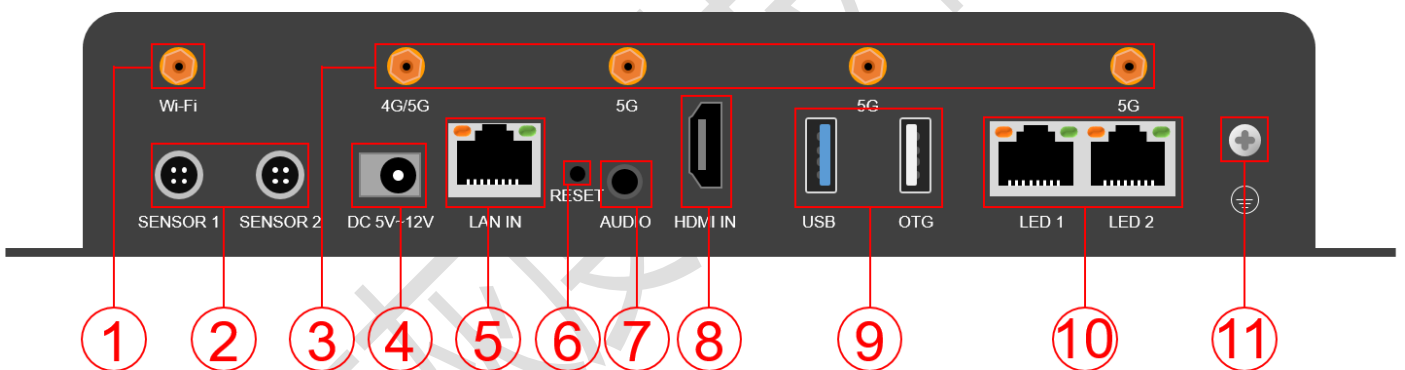 Wi-Fi 4G/5G 5G 5G 5G
RESET
SENSOR 1 SENSOR 2 DC 5V~12V LAN IN AUDIO HDMI IN USB OTG LED 1 LED 2
1 2 3 4 5 6 7 8 9 10 11